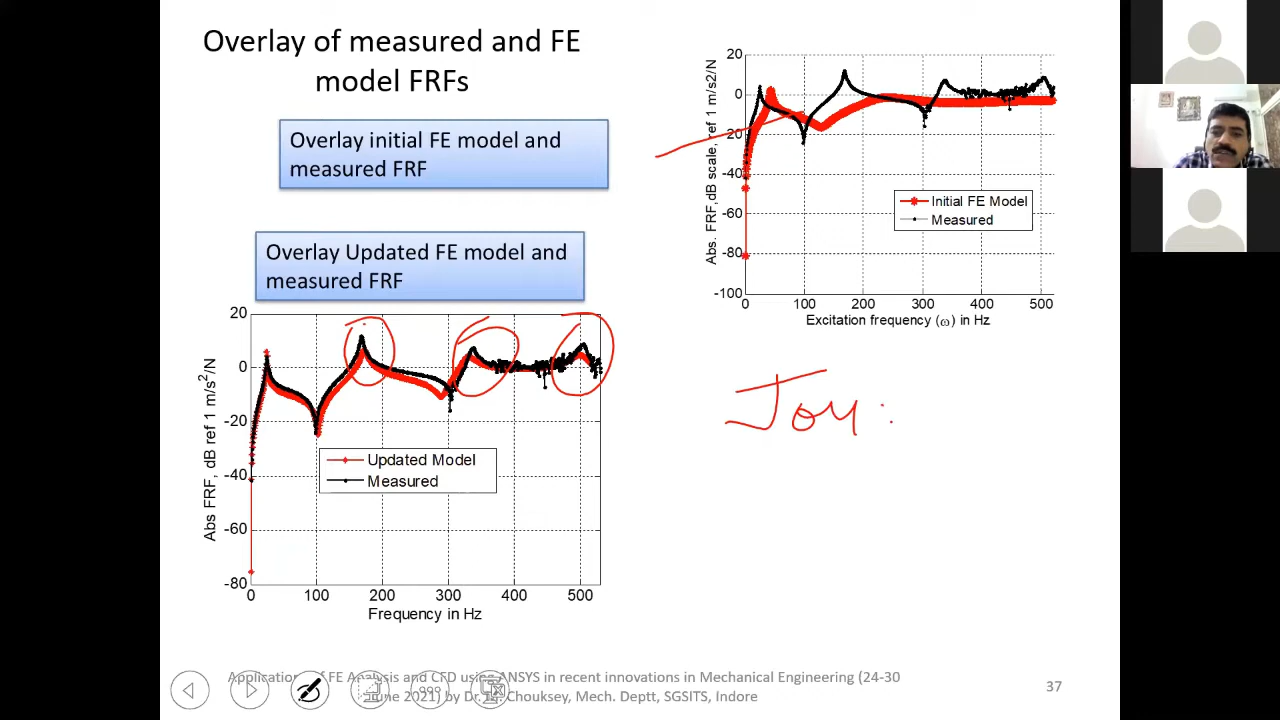 Overlay of measured and FE
model FRFs
Overlay initial FE model and
measured FRF
Overlay Updated FE model and
measured FRF
20
0
-20
-40
-60
-80
0 100 200 300 400 500
Abs FRF, dB ref 1 m/s²/N
Frequency in Hz
Updated Model
Measured
20
0
20
-40
-60
-80
-100
0 100 200 300 400 500
Abs. FRF, dB scale, ref 1 m/s2/N
Excitation frequency (ω) in Hz
Initial FE Model
Measured
Application of FE Analysis and CFD using ANSYS in recent innovations in Mechanical Engineering (24-30
June 2021) by Dr. Chouksey, Mech. Deptt, SGSITS, Indore
37